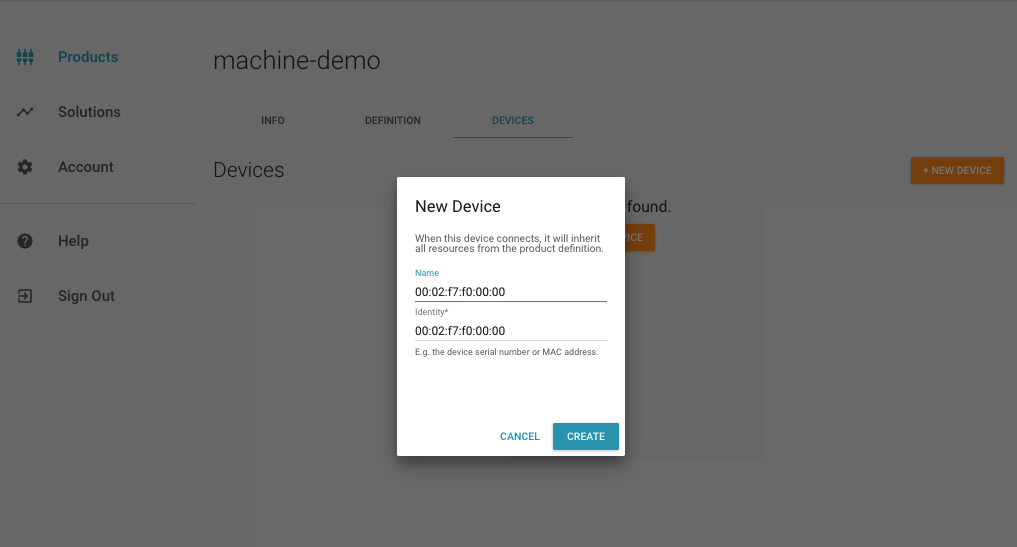 Products
Solutions
Account
Help
Sign Out
machine-demo
INFO
DEFINITION
DEVICES
Devices
+ NEW DEVICE
found.
New Device
When this device connects, it will inherit
all resources from the product definition.
Name
00:02:f7:f0:00:00
Identity*
00:02:f7:f0:00:00
E.g. the device serial number or MAC address.
CANCEL
CREATE